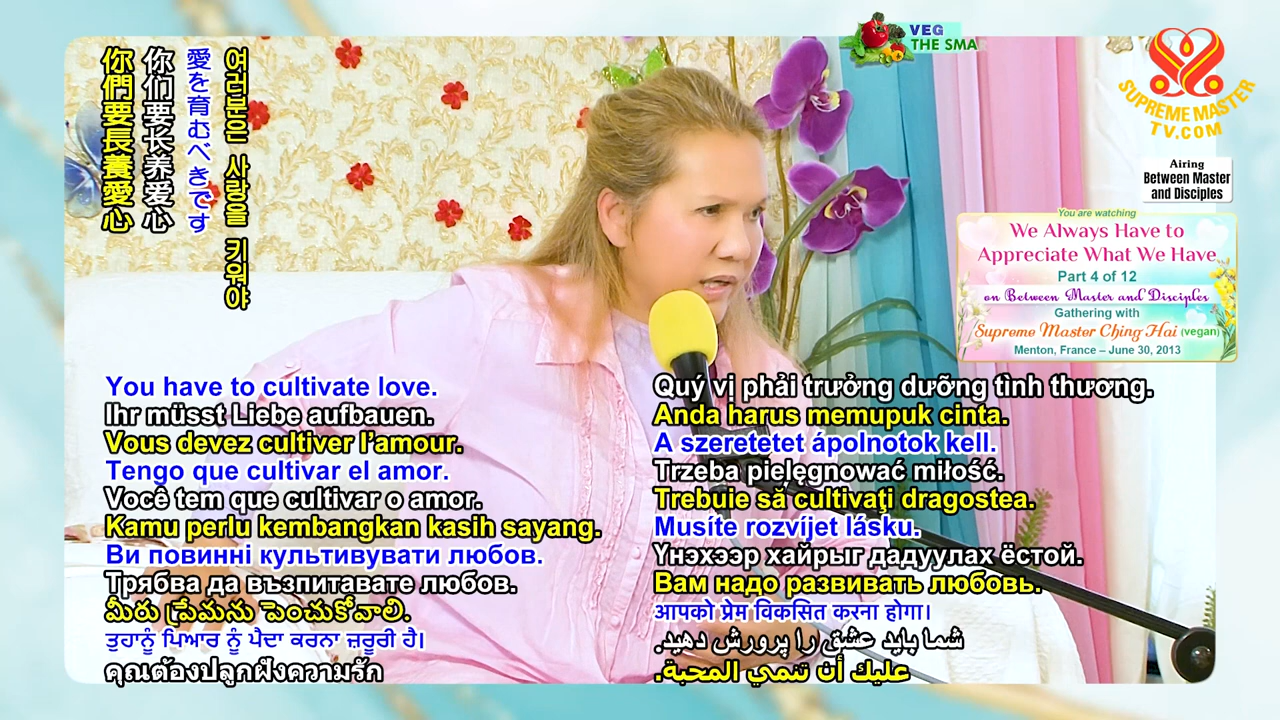 你們要長養愛心
你们要长养爱心
愛を育むべきです
여러분은 사랑을 키워야
VEG
THE SMA
SUPREME MASTER
TV.COM
Airing
Between Master
and Disciples
You are watching
We Always Have to
Appreciate What We Have
Part 4 of 12
on Between Master and Disciples
Gathering with
Supreme Master Ching Hai (vegan)
Menton, France – June 30, 2013
You have to cultivate love.
Ihr müsst Liebe aufbauen.
Vous devez cultiver l’amour.
Tengo que cultivar el amor.
Você tem que cultivar o amor.
Kamu perlu kembangkan kasih sayang.
Ви повинні культивувати любов.
Трябва да възпитавате любов.
మీరు ప్రేమను పెంచుకోవాలి.
ਤੁਹਾਨੂੰ ਪਿਆਰ ਨੂੰ ਪੈਦਾ ਕਰਨਾ ਜ਼ਰੂਰੀ ਹੈ।
คุณต้องปลูกฝังความรัก
Quý vị phải trưởng dưỡng tình thương.
Anda harus memupuk cinta.
A szeretetet ápolnotok kell.
Trzeba pielęgnować miłość.
Trebuie să cultivaţi dragostea.
Musíte rozvíjet lásku.
Үнэхээр хайрыг дадуулах ёстой.
Вам надо развивать любовь.
आपको प्रेम विकसित करना होगा।
شما باید عشق را پرورش دهید.
عليك أن تنمي المحبة.